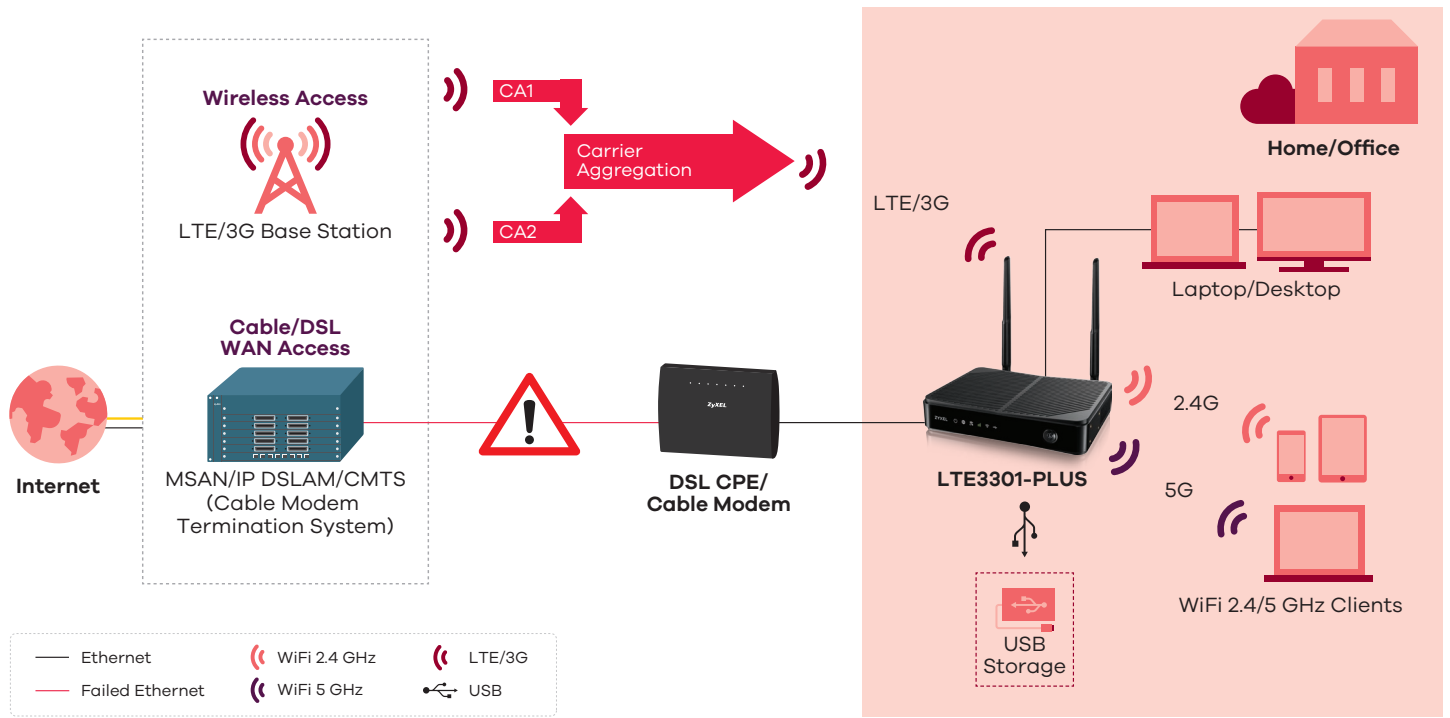 Wireless Access
LTE/3G Base Station
CA1
CA2
Carrier
Aggregation
Cable/DSL
WAN Access
MSAN/IP DSLAM/CMTS
(Cable Modem
Termination System)
Internet
ZyXEL
DSL CPE/
Cable Modem
Home/Office
LTE/3G
Laptop/Desktop
ZYXEL
LTE3301-PLUS
2.4G
5G
WiFi 2.4/5 GHz Clients
USB
Storage
Ethernet
WiFi 2.4 GHz
LTE/3G
Failed Ethernet
WiFi 5 GHz
USB